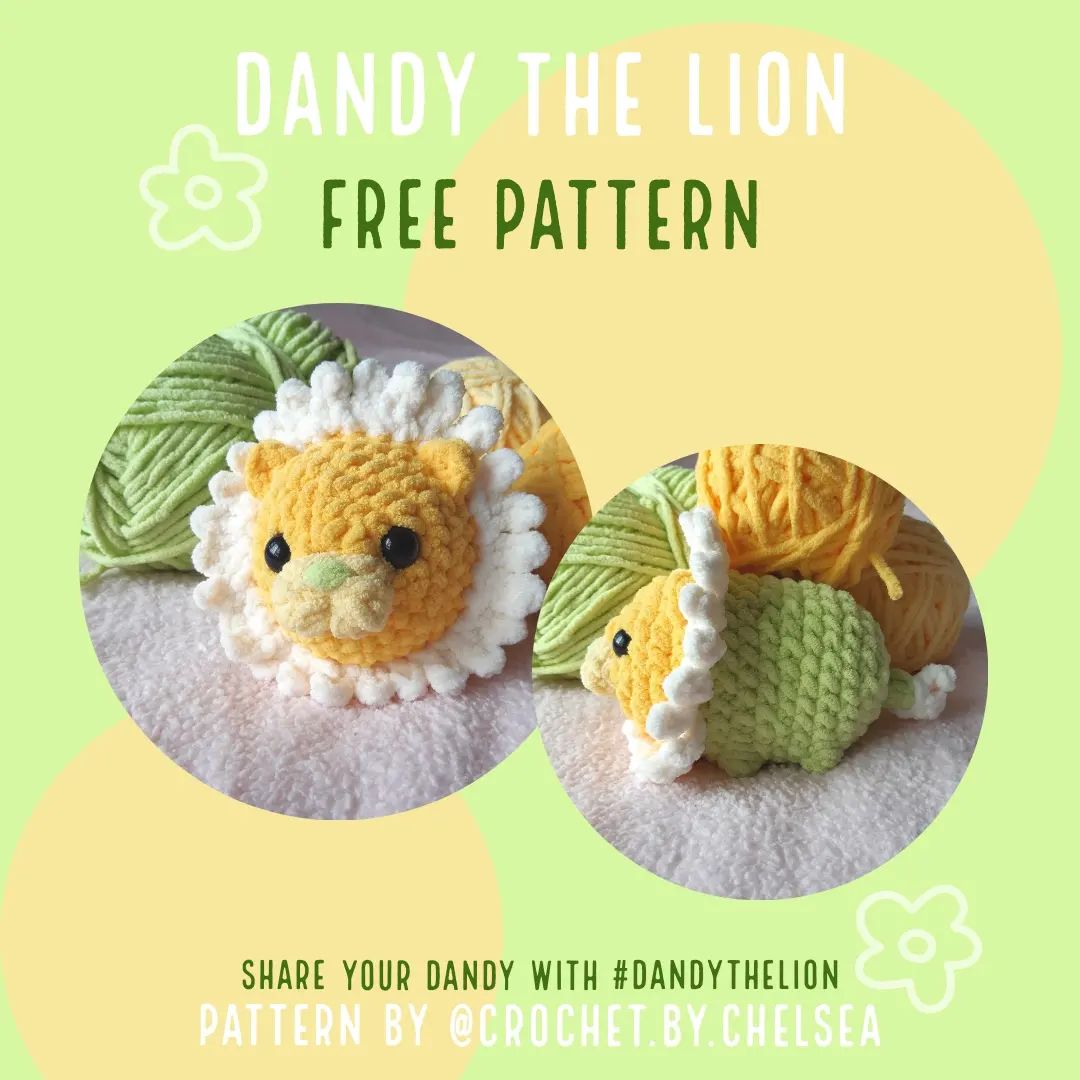 DANDY THE LION
FREE PATTERN
SHARE YOUR DANDY WITH #DANDYTHELION
PATTERN BY @CROCHET.BY.CHELSEA